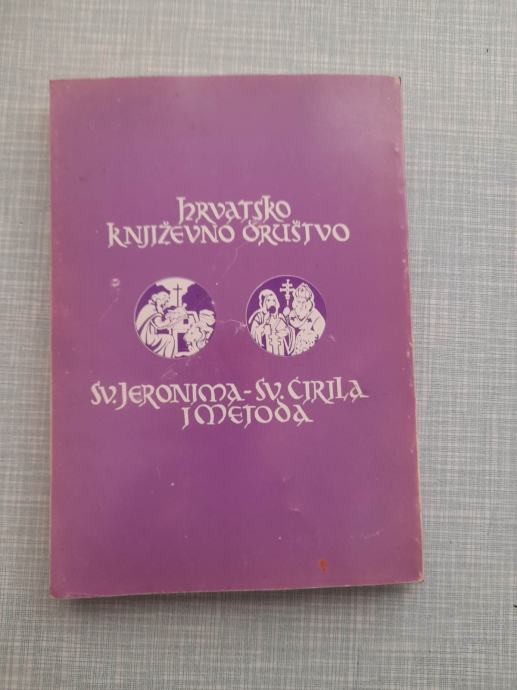 HRVATSKO
KNJIŽEVNO DRUŠTVO
SV. JERONIMA - SV. ĆIRILA
I METODA